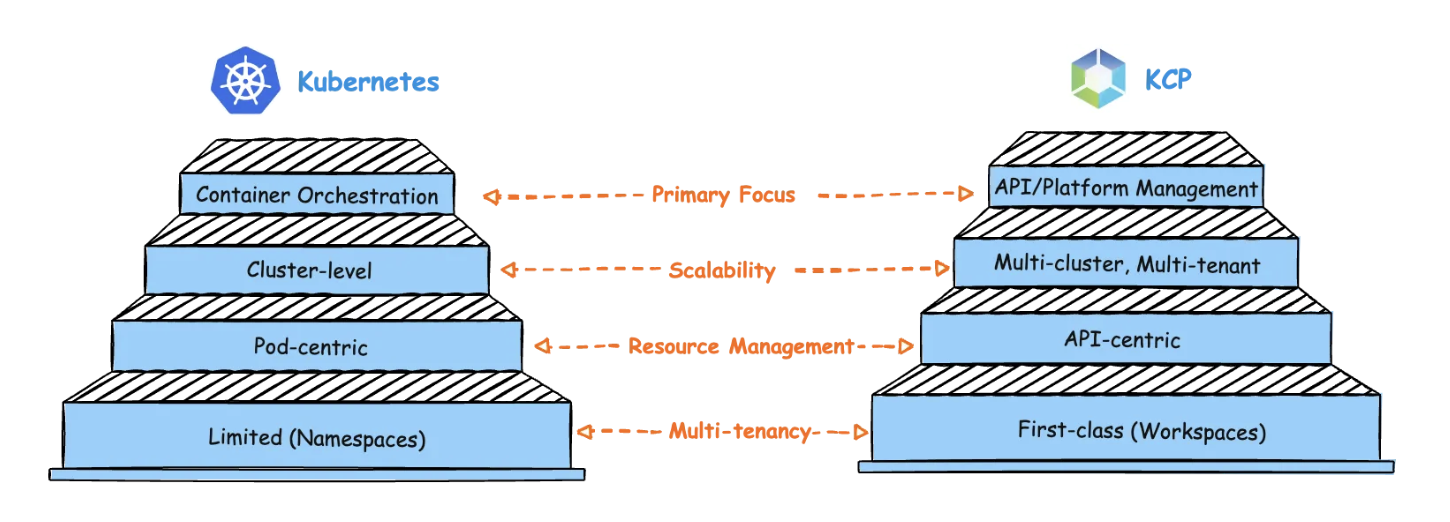 Kubernetes
KCP
Container Orchestration
Primary Focus
API/Platform Management
Cluster-level
Scalability
Multi-cluster, Multi-tenant
Pod-centric
Resource Management
API-centric
Limited (Namespaces)
Multi-tenancy
First-class (Workspaces)